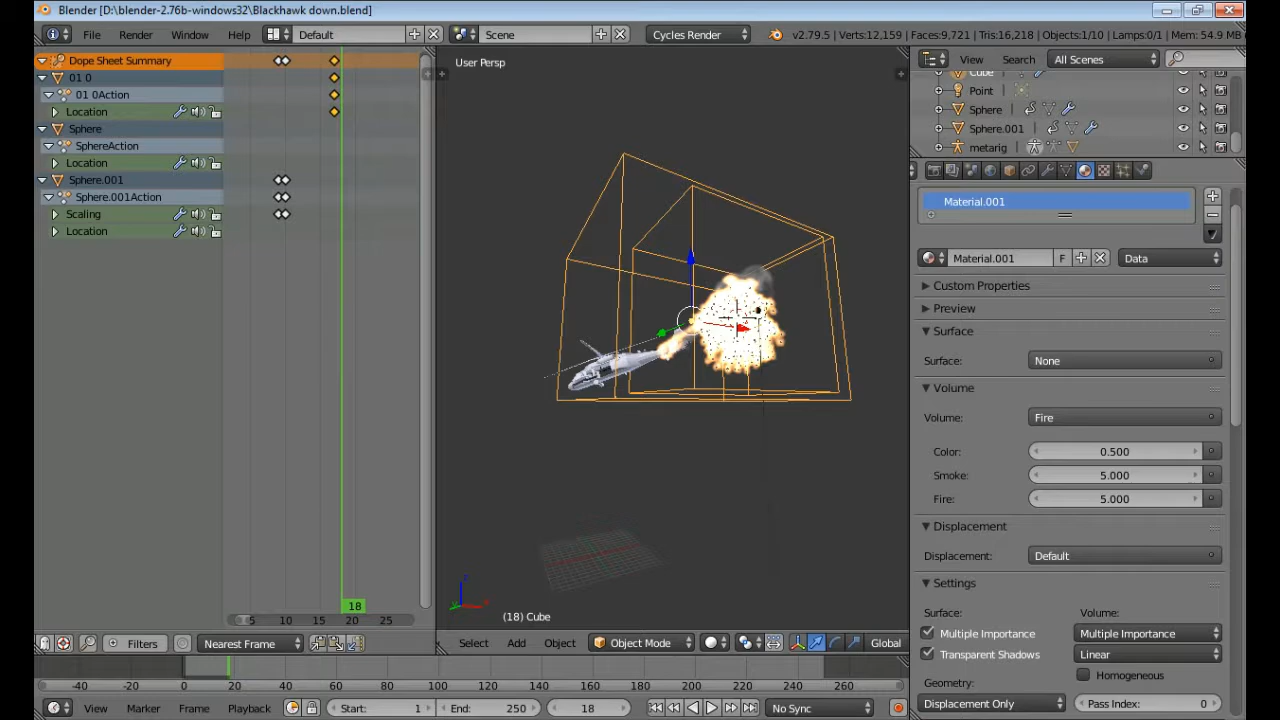 Blender [D:\blender-2.76b-windows32\Blackhawk down.blend]
File Render Window Help Default Scene Cycles Render v2.79.5 | Verts:12,159 | Faces:9,721 | Tris:16,218 | Objects:1/10 | Lamps:0/1 | Mem: 54.9 M
Dope Sheet Summary
01 0
01 0Action
Location
Sphere
SphereAction
Location
Sphere.001
Sphere.001Action
Scaling
Location
18
5 10 15 20 25
Filters Nearest Frame
User Persp
(18) Cube
Select Add Object Object Mode Global
View Search All Scenes
Cube
Point
Sphere
Sphere.001
metarig
Material.001
Material.001 F Data
Custom Properties
Preview
Surface
Surface: None
Volume
Volume: Fire
Color: 0.500
Smoke: 5.000
Fire: 5.000
Displacement
Displacement: Default
Settings
Surface: Volume:
Multiple Importance Multiple Importance
Transparent Shadows Linear
Geometry: Homogeneous
Displacement Only Pass Index: 0
-40 -20 0 20 40 60 80 100 120 140 160 180 200 220 240 260
View Marker Frame Playback Start: 1 End: 250 18 No Sync